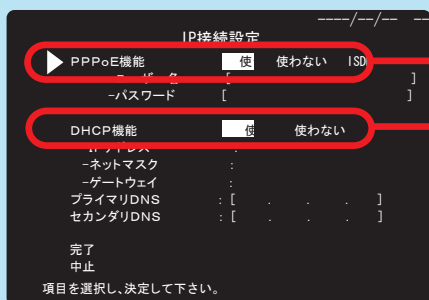 ----/--/-- --
IP接続設定
PPPoE機能 使 使わない ISD
[ ]
-パスワード [ ]
DHCP機能 使 使わない
-ネットマスク :
-ゲートウェイ :
プライマリDNS : [ . . . ]
セカンダリDNS : [ . . . ]
完了
中止
項目を選択し、決定して下さい。